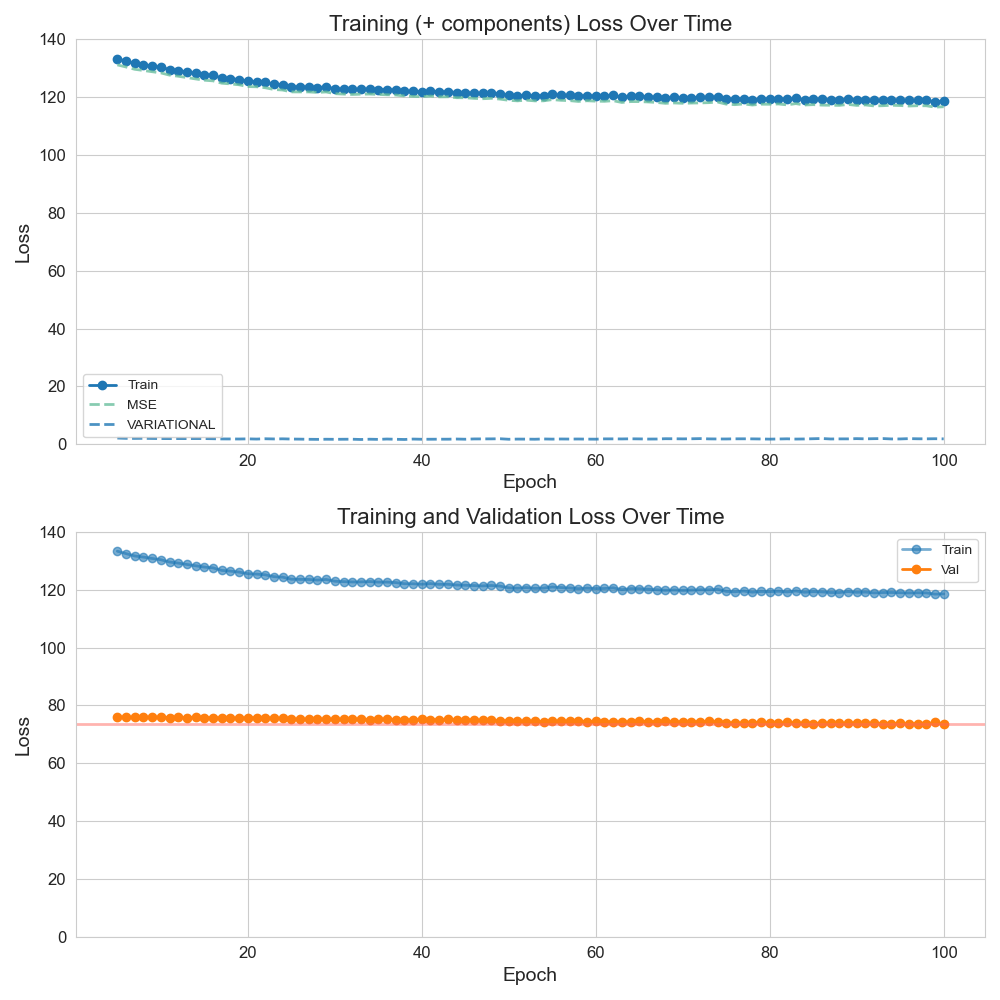 Training (+ components) Loss Over Time
140
120
100
80
60
40
20
0
Loss
Train
MSE
VARIATIONAL
20 40 60 80 100
Epoch
Training and Validation Loss Over Time
140
120
100
80
60
40
20
0
Loss
Train
Val
20 40 60 80 100
Epoch